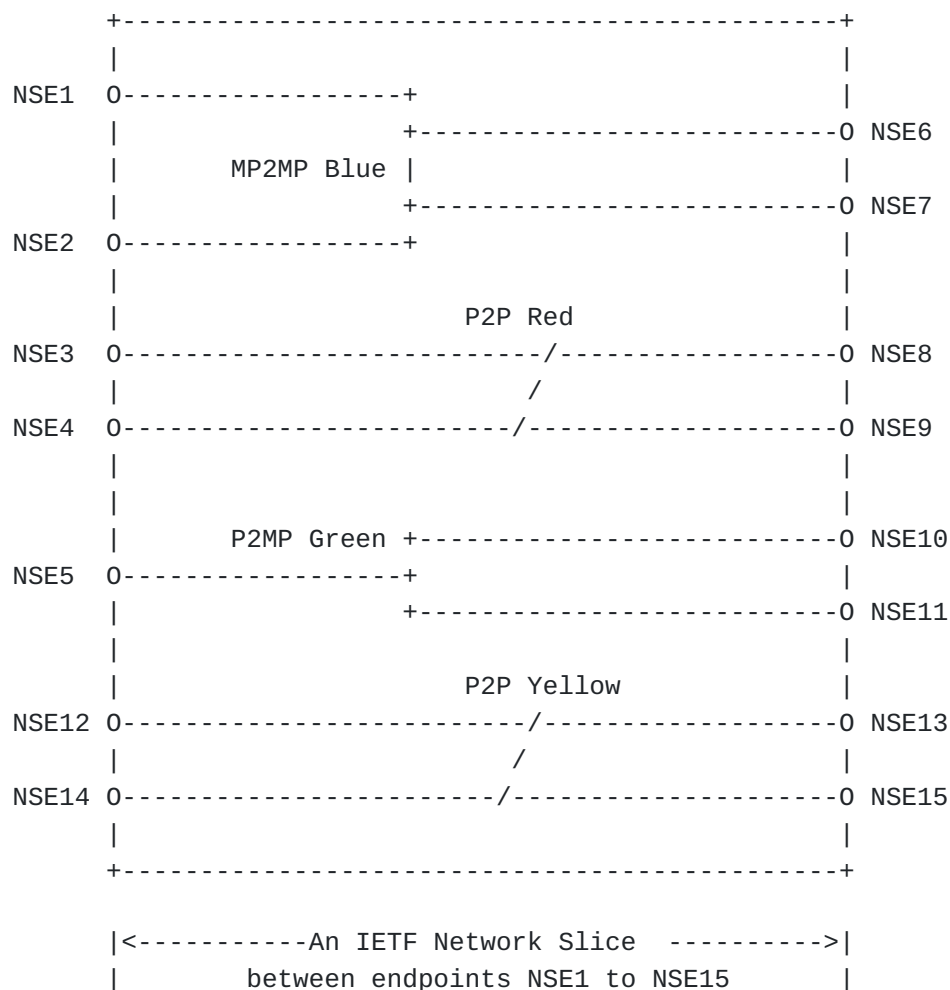 +----------------------------------------------+
|                                              |
NSE1  O------------------+                           |
|                  +---------------------------O NSE6
|       MP2MP Blue |                           |
|                  +---------------------------O NSE7
NSE2  O------------------+                           |
|                                              |
|                      P2P Red                 |
NSE3  O---------------------------/------------------O NSE8
|                          /                   |
NSE4  O-------------------------/--------------------O NSE9
|                                              |
|                                              |
|       P2MP Green +---------------------------O NSE10
NSE5  O------------------+                           |
|                  +---------------------------O NSE11
|                                              |
|                      P2P Yellow              |
NSE12 O--------------------------/-------------------O NSE13
|                         /                    |
NSE14 O------------------------/---------------------O NSE15
|                                              |
+----------------------------------------------+
|<-----------An IETF Network Slice  ---------->|
|        between endpoints NSE1 to NSE15       |